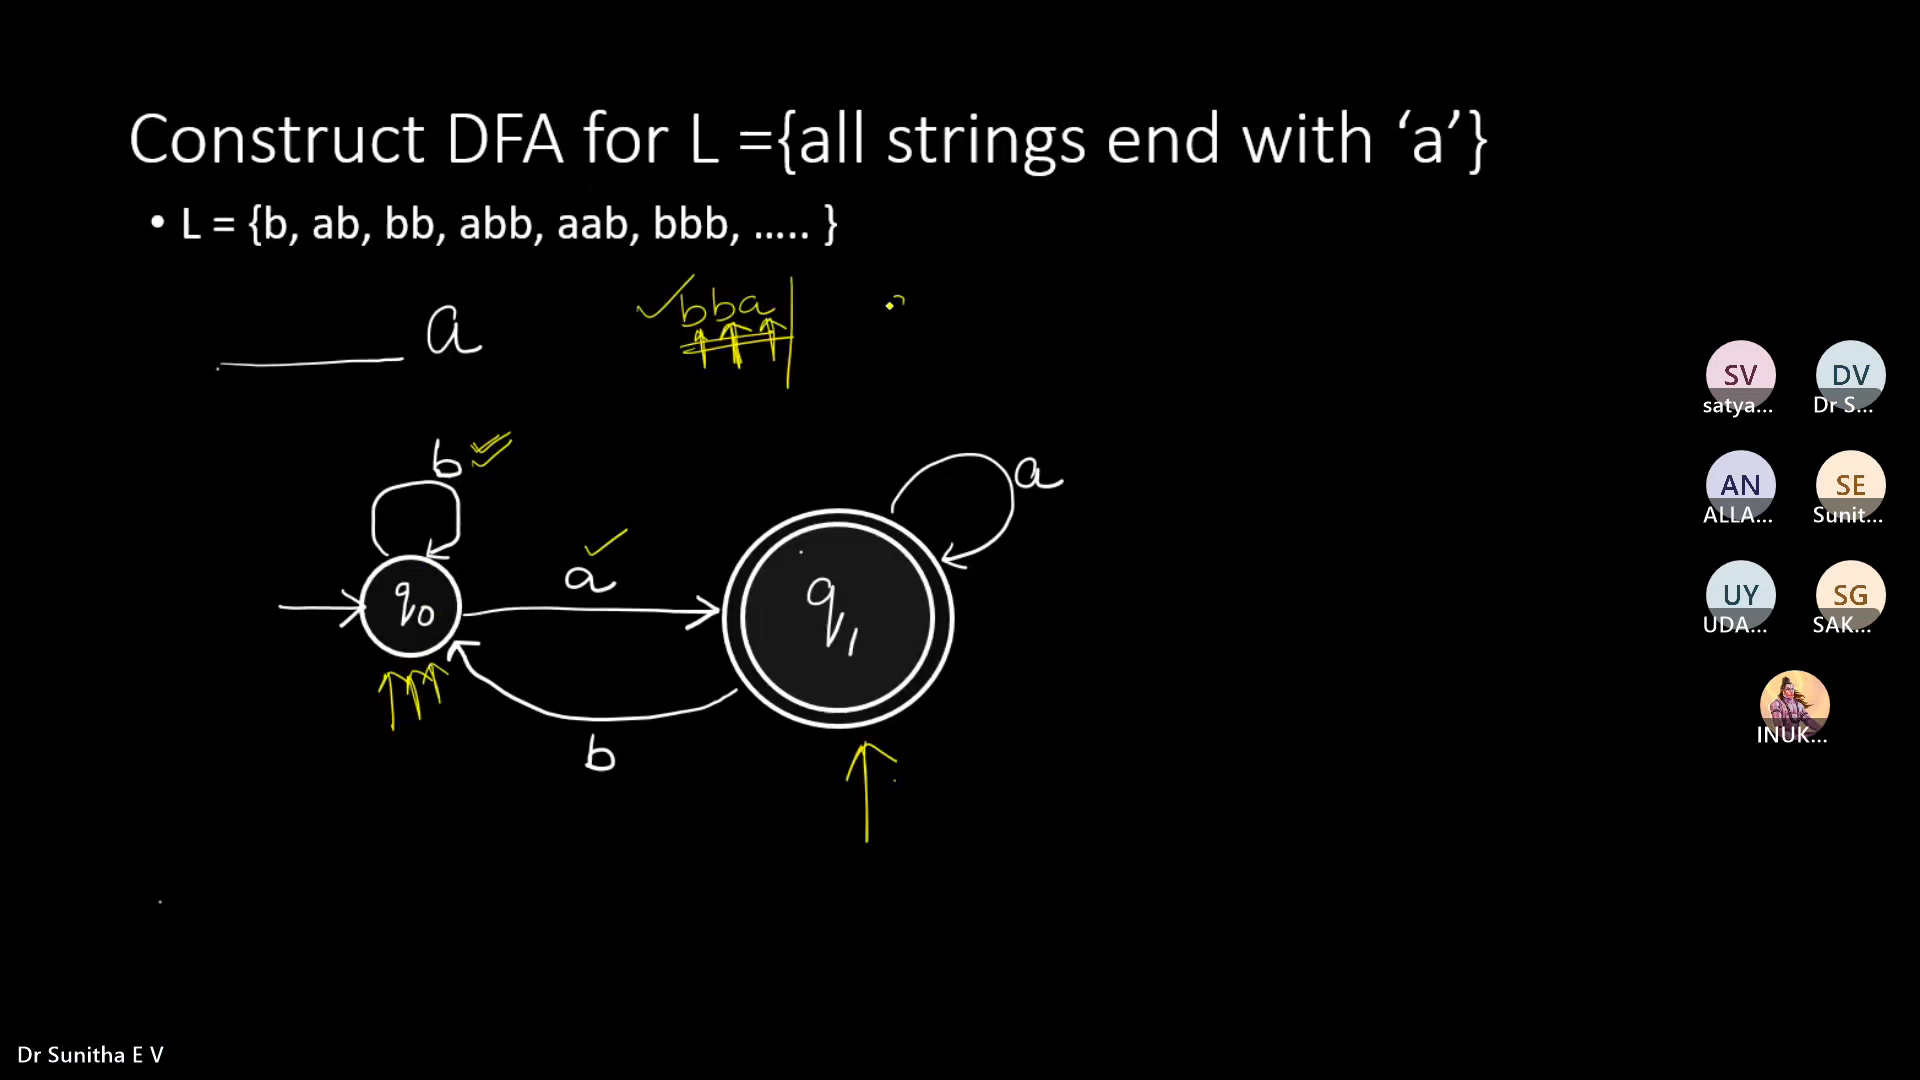 Construct DFA for L ={all strings end with ‘a’}
• L = {b, ab, bb, abb, aab, bbb, ….. }
a
bba
b
a
a
q0
q1
b
SV
satya...
DV
Dr S...
AN
ALLA...
SE
Sunit...
UY
UDA...
SG
SAK...
INUK...
Dr Sunitha E V